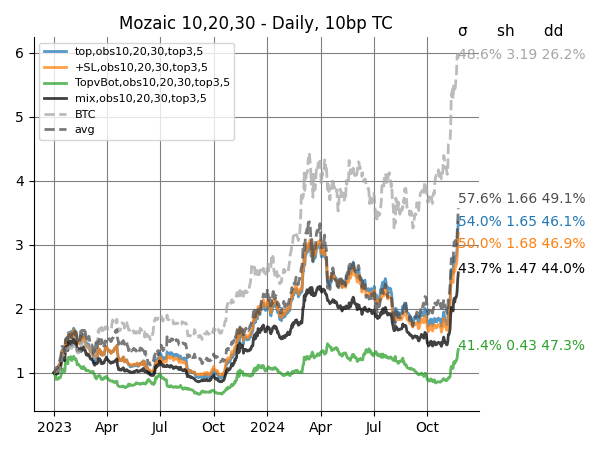 Mozaic 10,20,30 - Daily, 10bp TC
σ sh dd
top,obs10,20,30,top3,5
+SL,obs10,20,30,top3,5
TopvBot,obs10,20,30,top3,5
mix,obs10,20,30,top3,5
BTC
avg
48.6% 3.19 26.2%
57.6% 1.66 49.1%
54.0% 1.65 46.1%
50.0% 1.68 46.9%
43.7% 1.47 44.0%
41.4% 0.43 47.3%
6
5
4
3
2
1
2023 Apr Jul Oct 2024 Apr Jul Oct